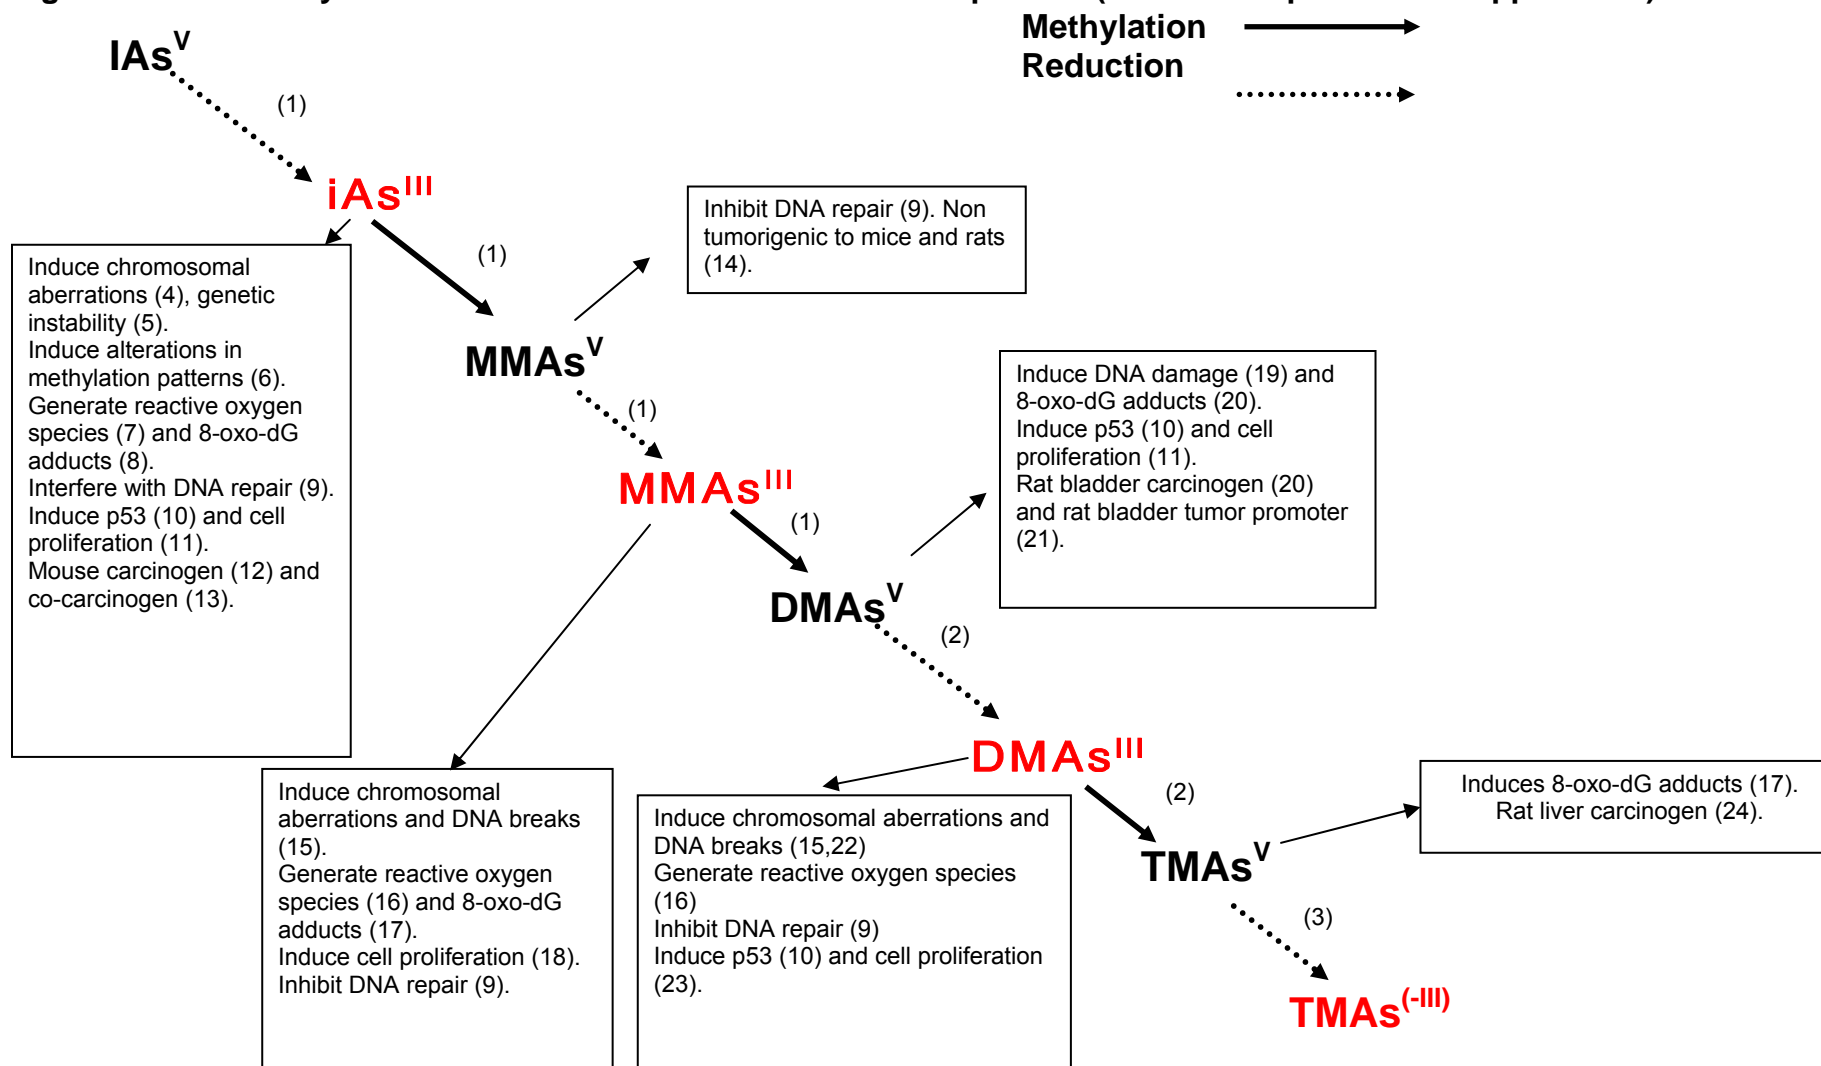 Methylation
Reduction
IAsV
(1)
iAsIII
(1)
Inhibit DNA repair (9). Non
tumorigenic to mice and rats
(14).
Induce chromosomal
aberrations (4), genetic
instability (5).
Induce alterations in
methylation patterns (6).
Generate reactive oxygen
species (7) and 8-oxo-dG
adducts (8).
Interfere with DNA repair (9).
Induce p53 (10) and cell
proliferation (11).
Mouse carcinogen (12) and
co-carcinogen (13).
MMAsV
(1)
Induce DNA damage (19) and
8-oxo-dG adducts (20).
Induce p53 (10) and cell
proliferation (11).
Rat bladder carcinogen (20)
and rat bladder tumor promoter
(21).
MMAsIII
(1)
DMAsV
(2)
DMAsIII
(2)
Induces 8-oxo-dG adducts (17).
Rat liver carcinogen (24).
Induce chromosomal
aberrations and DNA breaks
(15).
Generate reactive oxygen
species (16) and 8-oxo-dG
adducts (17).
Induce cell proliferation (18).
Inhibit DNA repair (9).
Induce chromosomal aberrations and
DNA breaks (15,22)
Generate reactive oxygen species
(16)
Inhibit DNA repair (9)
Induce p53 (10) and cell proliferation
(23).
TMAsV
(3)
TMAs(-III)